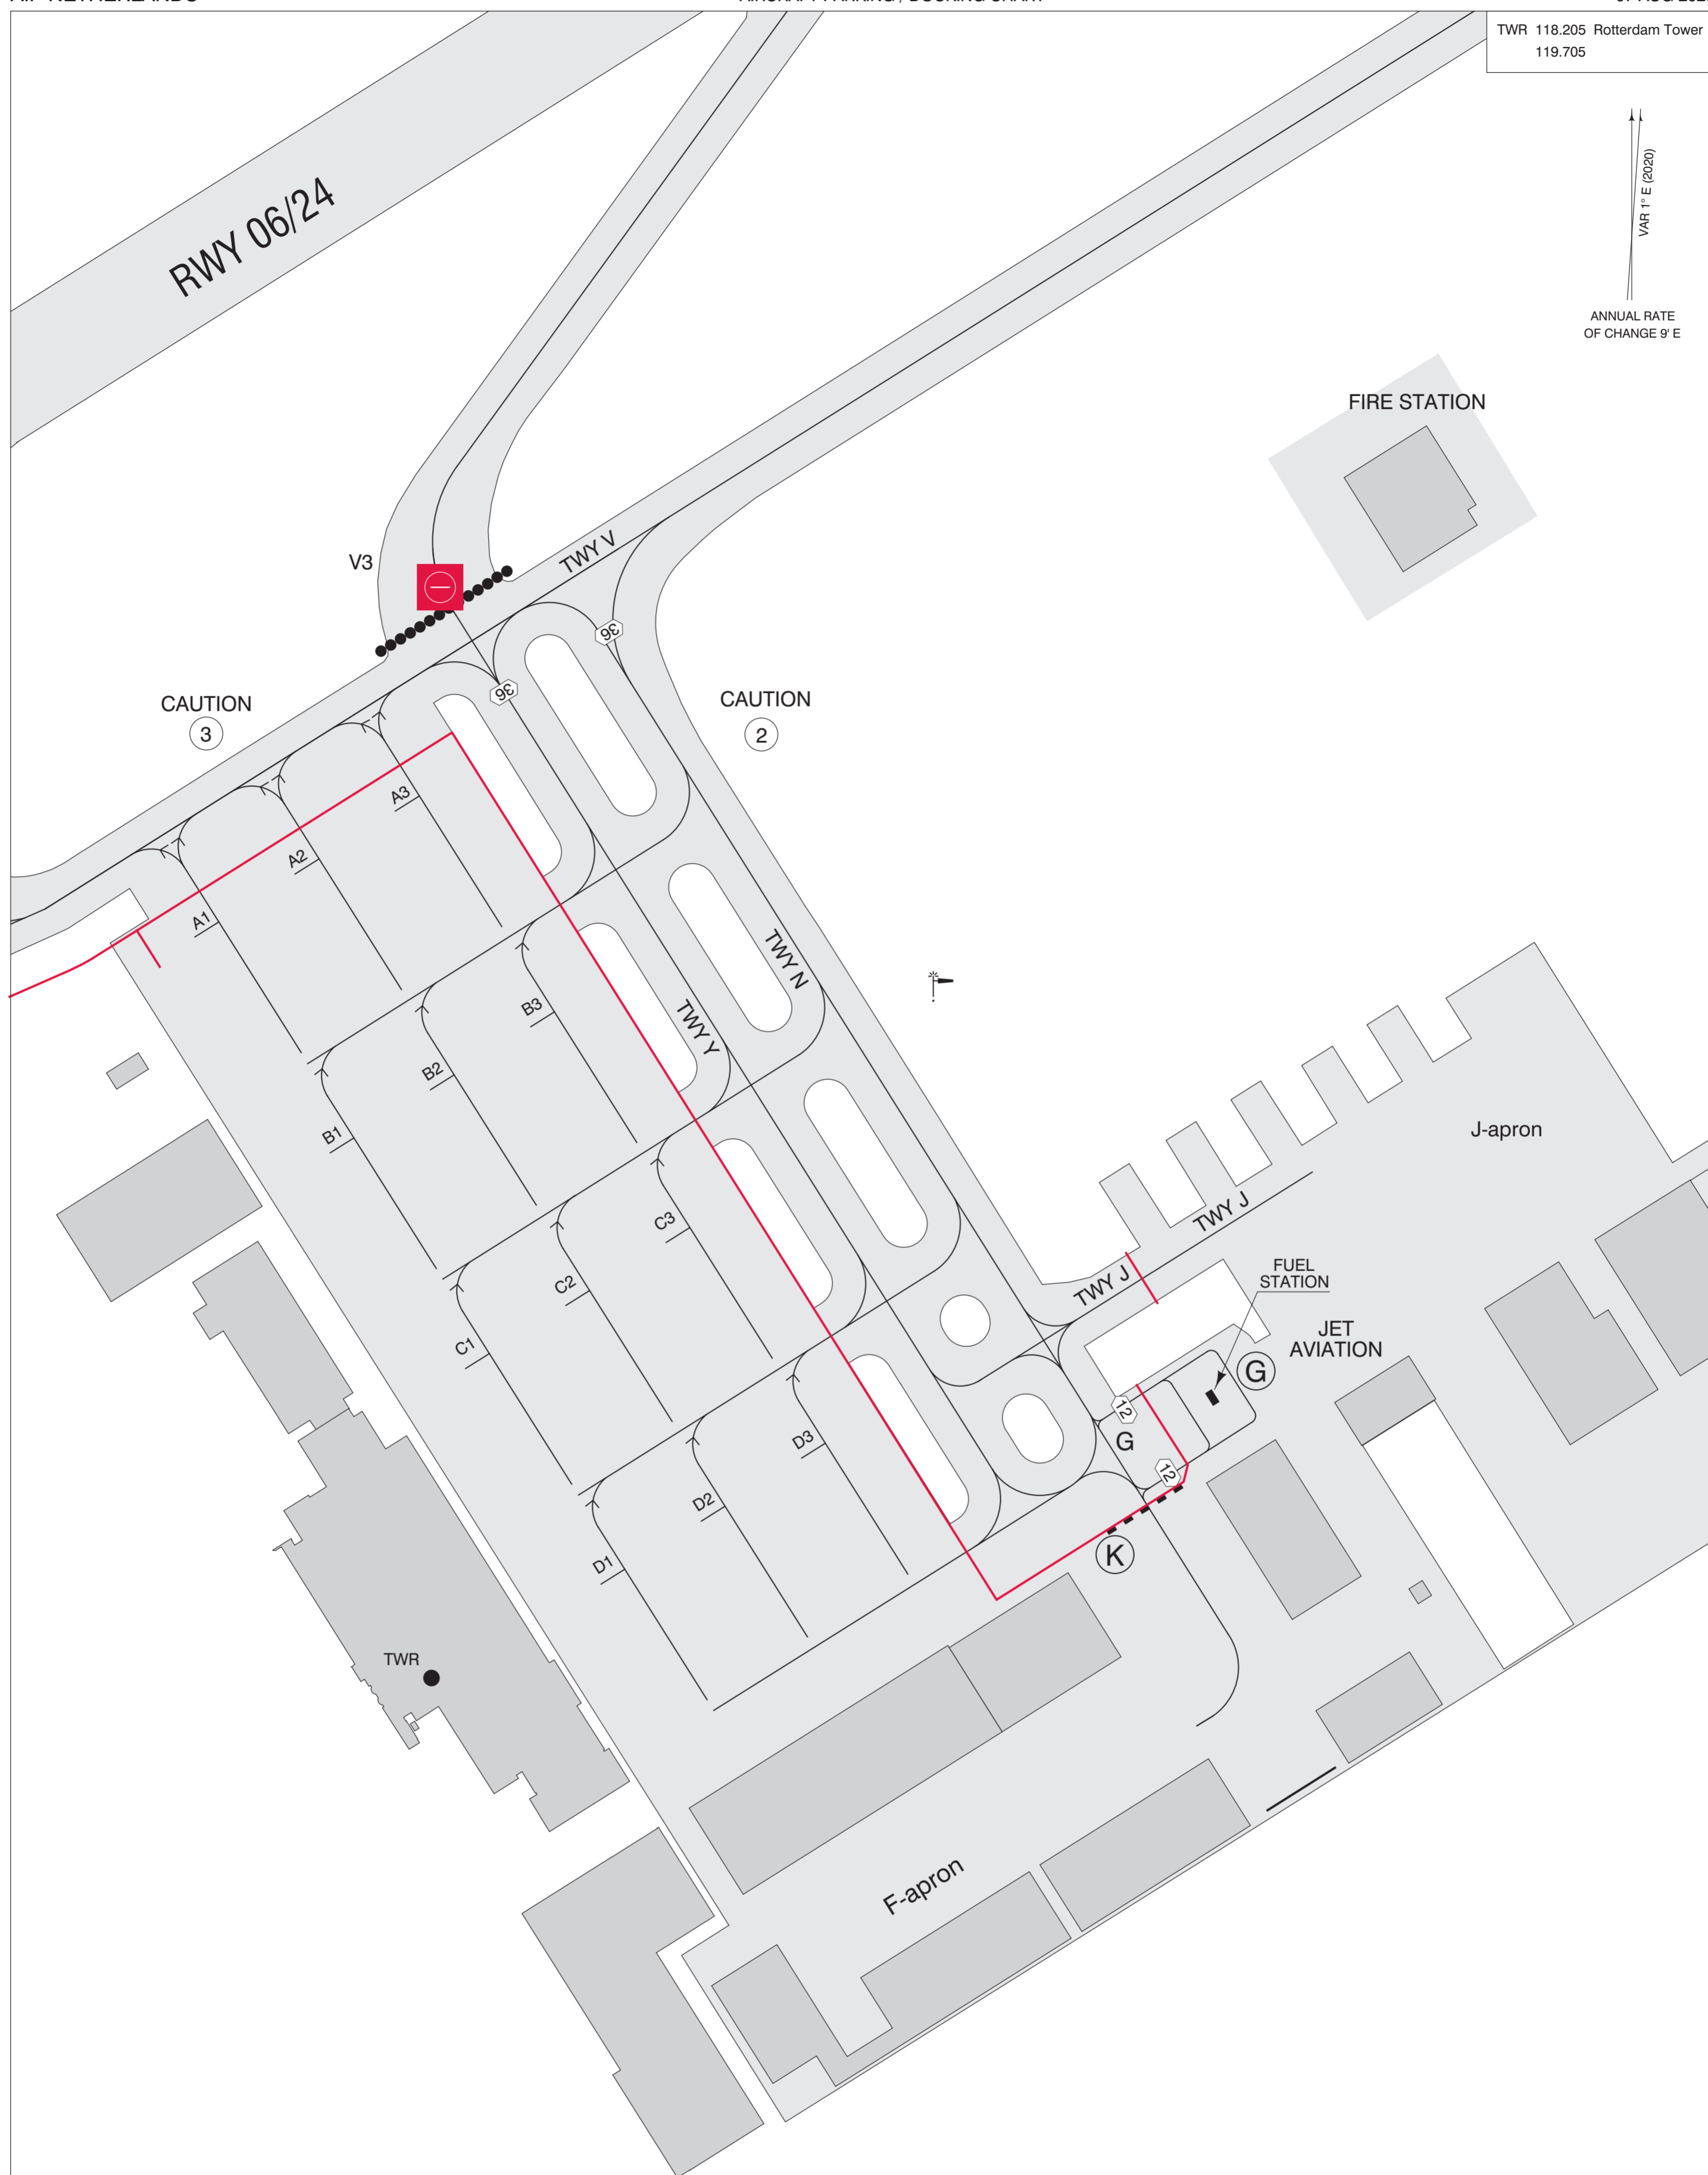 TWR 118.205 Rotterdam Tower
119.705
VAR 1° E (2020)
ANNUAL RATE
OF CHANGE 9' E
RWY 06/24
FIRE STATION
V3
TWY V
36
36
CAUTION
3
CAUTION
2
A3
A2
A1
TWY N
TWY Y
B3
B2
B1
J-apron
TWY J
TWY J
C3
C2
C1
FUEL
STATION
JET
AVIATION
G
12
G
12
D3
D2
D1
K
TWR
F-apron